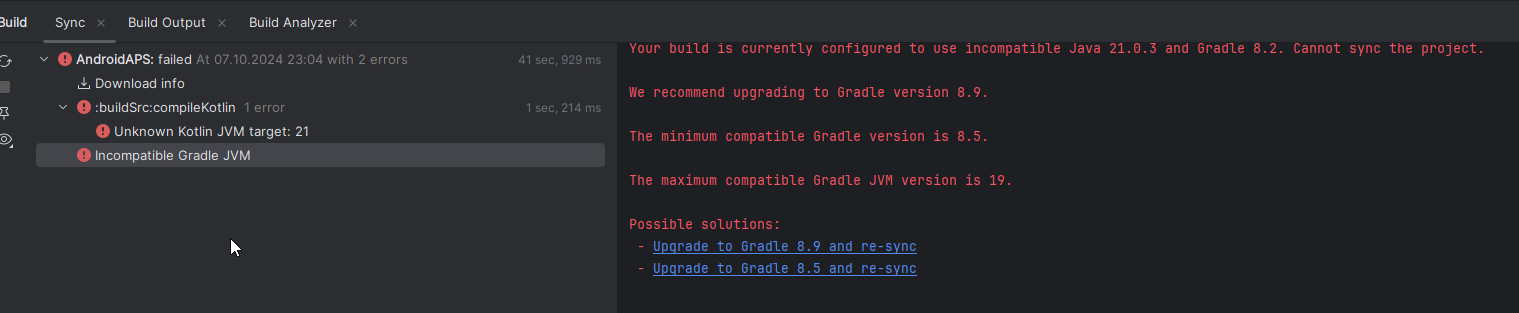 Build Sync Build Output Build Analyzer
AndroidAPS: failed At 07.10.2024 23:04 with 2 errors 41 sec, 929 ms
Download info
:buildSrc:compileKotlin 1 error 1 sec, 214 ms
Unknown Kotlin JVM target: 21
Incompatible Gradle JVM
Your build is currently configured to use incompatible Java 21.0.3 and Gradle 8.2. Cannot sync the project.
We recommend upgrading to Gradle version 8.9.
The minimum compatible Gradle version is 8.5.
The maximum compatible Gradle JVM version is 19.
Possible solutions:
- Upgrade to Gradle 8.9 and re-sync
- Upgrade to Gradle 8.5 and re-sync